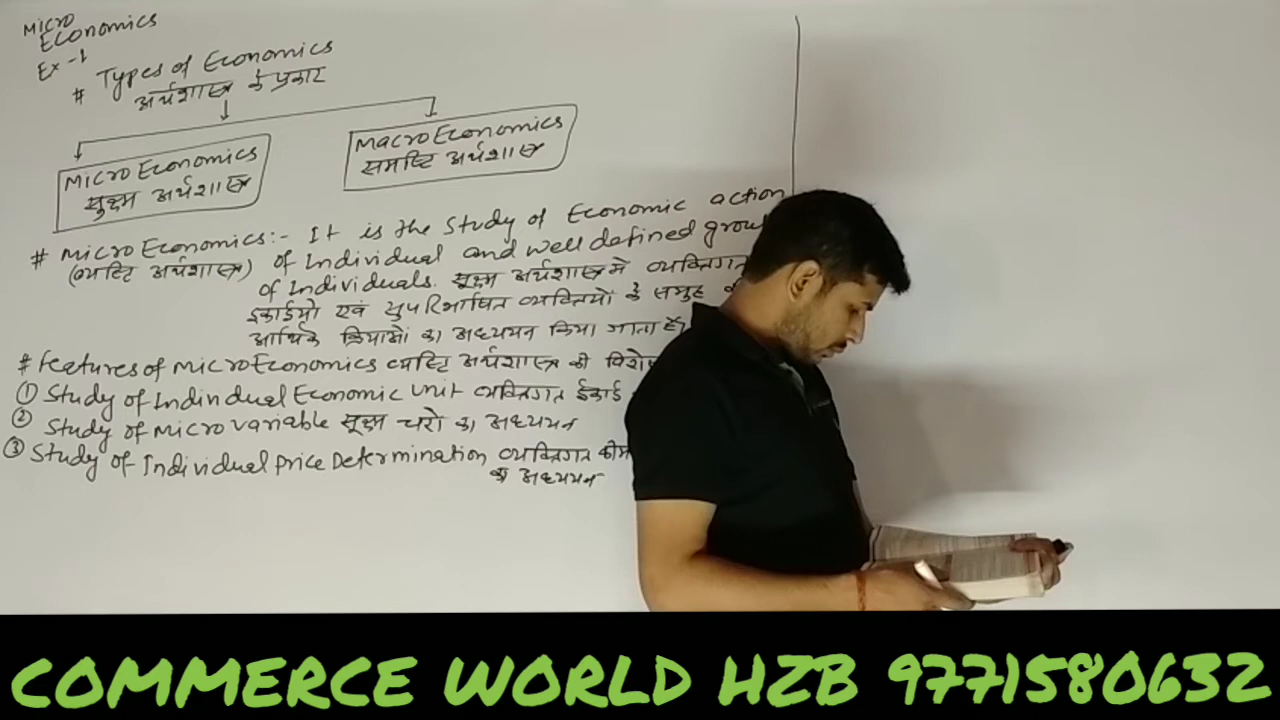 MICRO
Economics
Ex-1
# Types of Economics
अर्थशास्त्र के प्रकार
MICRO Economics
सुक्ष्म अर्थशास्त्र
Macro Economics
समष्टि अर्थशास्त्र
# Micro Economics:- It is the Study of Economic action
(व्यष्टि अर्थशास्त्र) of Individual and well defined grou
of Individuals. सूक्ष्म अर्थशास्त्र मे व्यक्तिगत
इकाईयो एवं सुपरिभाषित व्यक्तियों के समुह
आर्थिक क्रियाओं का अध्ययन किया जाता है।
# Features of Micro Economics व्यष्टि अर्थशास्त्र की विशे
① Study of Individual Economic unit व्यक्तिगत ईकाई
② Study of Micro variable सूक्ष्म चरो का अध्ययन
③ Study of Individual Price Determination व्यक्तिगत कीम
का अध्ययन
COMMERCE WORLD HZB 9771580632